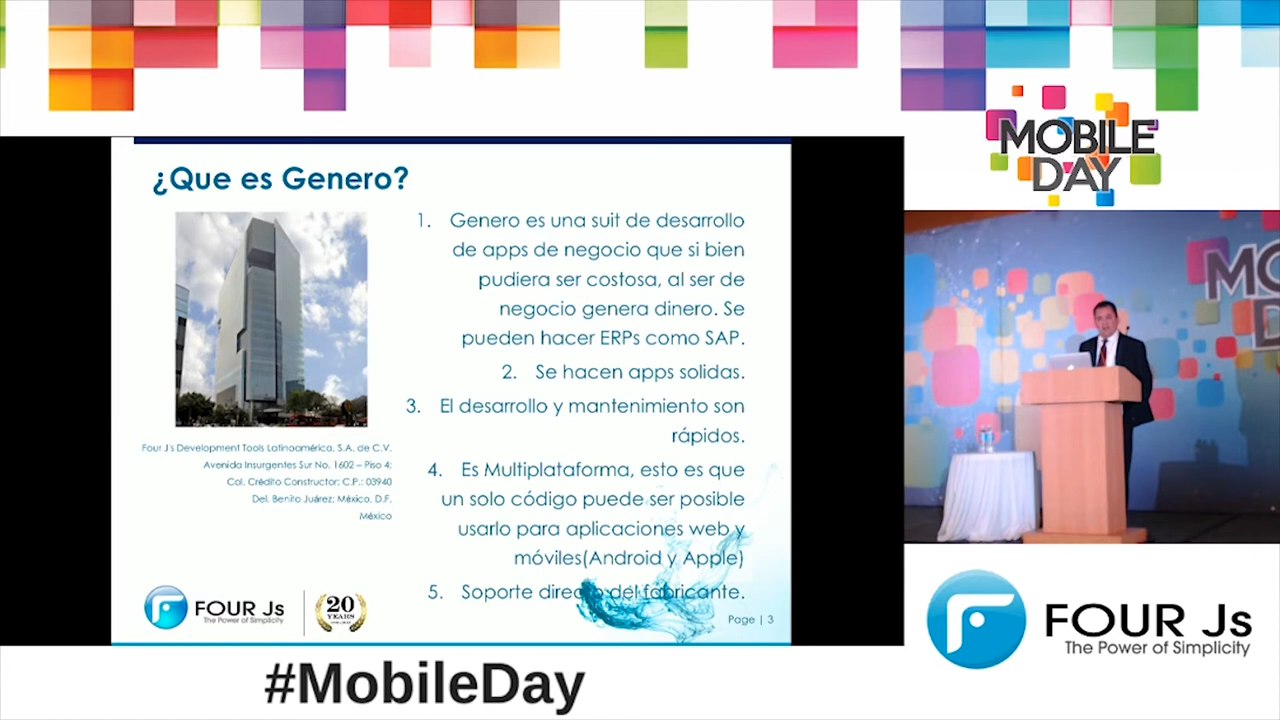 MOBILE
DAY
¿Que es Genero?
1. Genero es una suit de desarrollo
de apps de negocio que si bien
pudiera ser costosa, al ser de
negocio genera dinero. Se
pueden hacer ERPs como SAP.
2. Se hacen apps solidas.
3. El desarrollo y mantenimiento son
rápidos.
4. Es Multiplataforma, esto es que
un solo código puede ser posible
usarlo para aplicaciones web y
móviles(Android y Apple)
5. Soporte directo del fabricante.
Four J's Development Tools Latinoamérica, S.A. de C.V.
Avenida Insurgentes Sur No. 1602 – Piso 4;
Col. Crédito Constructor; C.P.: 03940
Del. Benito Juárez; México, D.F.
México
FOUR Js
The Power of Simplicity
20
YEARS
Page | 3
MO
D
FOUR Js
The Power of Simplicity
#MobileDay